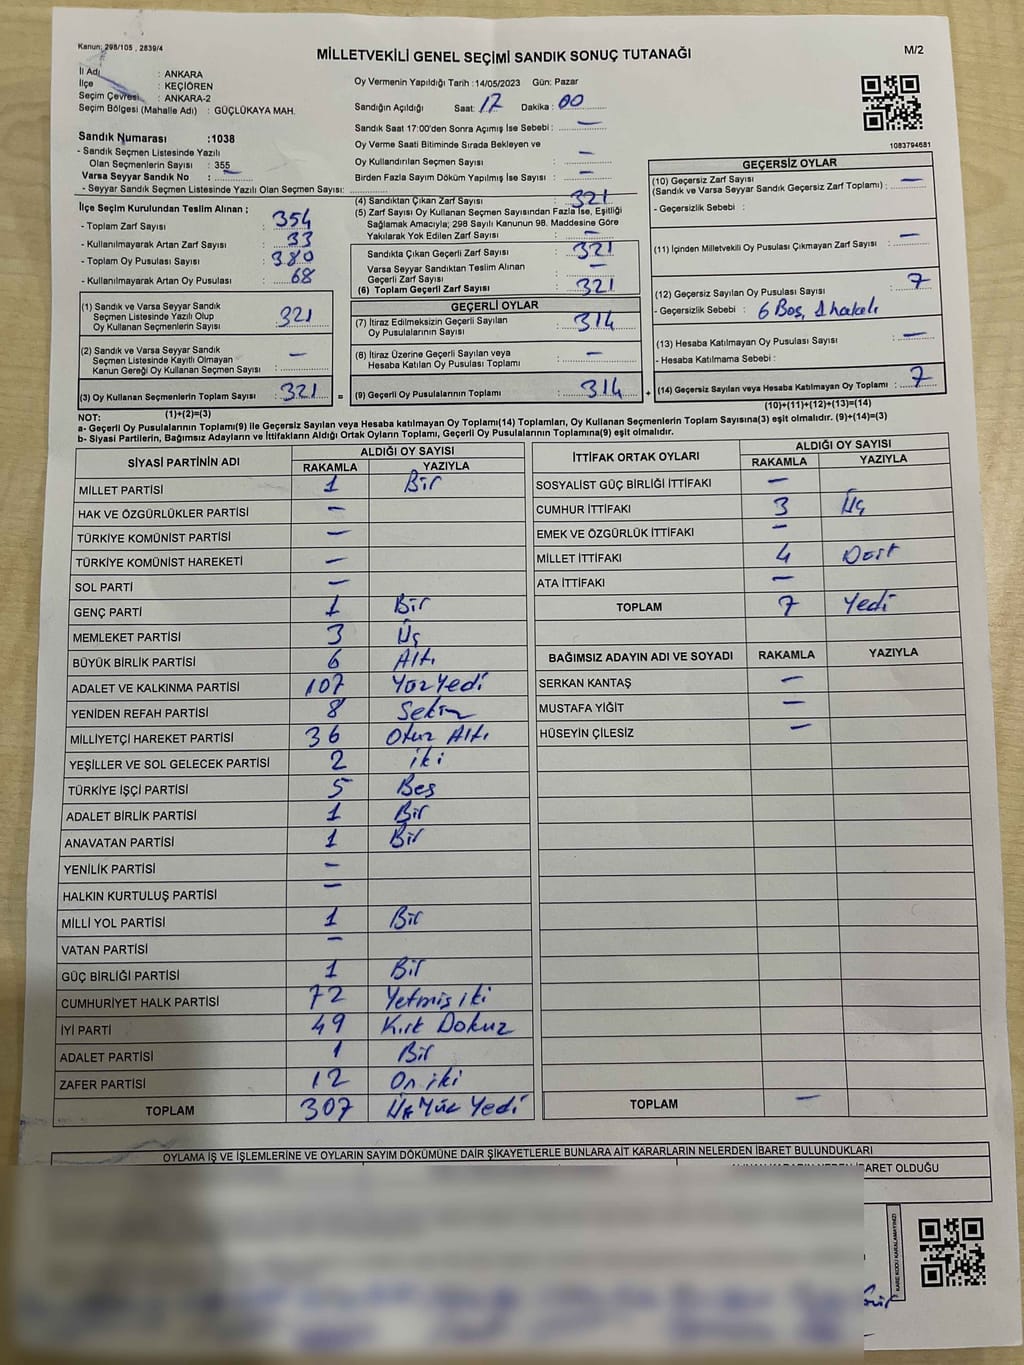 Kanun: 298/105 , 2839/4
MİLLETVEKİLİ GENEL SEÇİMİ SANDIK SONUÇ TUTANAĞI
M/2
İl Adı : ANKARA
İlçe : KEÇİÖREN
Seçim Çevresi : ANKARA-2
Seçim Bölgesi (Mahalle Adı) : GÜÇLÜKAYA MAH.
Sandık Numarası :1038
- Sandık Seçmen Listesinde Yazılı
Olan Seçmenlerin Sayısı : 355
Varsa Seyyar Sandık No : —
- Seyyar Sandık Seçmen Listesinde Yazılı Olan Seçmen Sayısı:
Oy Vermenin Yapıldığı Tarih :14/05/2023 Gün: Pazar
Sandığın Açıldığı Saat: 17 Dakika: 00
Sandık Saat 17:00'den Sonra Açımış İse Sebebi : —
Oy Verme Saati Bitiminde Sırada Bekleyen ve
Oy Kullandırılan Seçmen Sayısı : —
Birden Fazla Sayım Döküm Yapılmış İse Sayısı : —
1083794681
İlçe Seçim Kurulundan Teslim Alınan ;
- Toplam Zarf Sayısı : 354
- Kullanılmayarak Artan Zarf Sayısı : 33
- Toplam Oy Pusulası Sayısı : 380
- Kullanılmayarak Artan Oy Pusulası : 68
(1) Sandık ve Varsa Seyyar Sandık
Seçmen Listesinde Yazılı Olup
Oy Kullanan Seçmenlerin Sayısı : 321
(2) Sandık ve Varsa Seyyar Sandık
Seçmen Listesinde Kayıtlı Olmayan
Kanun Gereği Oy Kullanan Seçmen Sayısı : —
(3) Oy Kullanan Seçmenlerin Toplam Sayısı : 321 =
(1)+(2)=(3)
(4) Sandıktan Çıkan Zarf Sayısı : 321
(5) Zarf Sayısı Oy Kullanan Seçmen Sayısından Fazla İse, Eşitliği
Sağlamak Amacıyla; 298 Sayılı Kanunun 98. Maddesine Göre
Yakılarak Yok Edilen Zarf Sayısı : —
Sandıkta Çıkan Geçerli Zarf Sayısı : 321
Varsa Seyyar Sandıktan Teslim Alınan
Geçerli Zarf Sayısı : —
(6) Toplam Geçerli Zarf Sayısı : 321
GEÇERLİ OYLAR
(7) İtiraz Edilmeksizin Geçerli Sayılan
Oy Pusulalarının Sayısı : 314
(8) İtiraz Üzerine Geçerli Sayılan veya
Hesaba Katılan Oy Pusulası Toplamı : —
(9) Geçerli Oy Pusulalarının Toplamı : 314 +
GEÇERSİZ OYLAR
(10) Geçersiz Zarf Sayısı
(Sandık ve Varsa Seyyar Sandık Geçersiz Zarf Toplamı) : —
- Geçersizlik Sebebi :
(11) İçinden Milletvekili Oy Pusulası Çıkmayan Zarf Sayısı : —
(12) Geçersiz Sayılan Oy Pusulası Sayısı : 7
- Geçersizlik Sebebi : 6 Boş, 1 hakalı
(13) Hesaba Katılmayan Oy Pusulası Sayısı : —
- Hesaba Katılmama Sebebi :
(14) Geçersiz Sayılan veya Hesaba Katılmayan Oy Toplamı : 7
(10)+(11)+(12)+(13)=(14)
NOT:
a- Geçerli Oy Pusulalarının Toplamı(9) ile Geçersiz Sayılan veya Hesaba katılmayan Oy Toplamı(14) Toplamları, Oy Kullanan Seçmenlerin Toplam Sayısına(3) eşit olmalıdır. (9)+(14)=(3)
b- Siyasi Partilerin, Bağımsız Adayların ve İttifakların Aldığı Ortak Oyların Toplamı, Geçerli Oy Pusulalarının Toplamına(9) eşit olmalıdır.
SİYASİ PARTİNİN ADI ALDIĞI OY SAYISI
RAKAMLA YAZIYLA
MİLLET PARTİSİ 1 Bir
HAK VE ÖZGÜRLÜKLER PARTİSİ —
TÜRKİYE KOMÜNİST PARTİSİ —
TÜRKİYE KOMÜNİST HAREKETİ —
SOL PARTİ —
GENÇ PARTİ 1 Bir
MEMLEKET PARTİSİ 3 Üç
BÜYÜK BİRLİK PARTİSİ 6 Altı
ADALET VE KALKINMA PARTİSİ 107 Yüz Yedi
YENİDEN REFAH PARTİSİ 8 Sekiz
MİLLİYETÇİ HAREKET PARTİSİ 36 Otuz Altı
YEŞİLLER VE SOL GELECEK PARTİSİ 2 iki
TÜRKİYE İŞÇİ PARTİSİ 5 Beş
ADALET BİRLİK PARTİSİ 1 Bir
ANAVATAN PARTİSİ 1 Bir
YENİLİK PARTİSİ —
HALKIN KURTULUŞ PARTİSİ —
MİLLİ YOL PARTİSİ 1 Bir
VATAN PARTİSİ —
GÜÇ BİRLİĞİ PARTİSİ 1 Bir
CUMHURİYET HALK PARTİSİ 72 Yetmiş iki
İYİ PARTİ 49 Kırk Dokuz
ADALET PARTİSİ 1 Bir
ZAFER PARTİSİ 12 On iki
TOPLAM 307 Üç Yüz Yedi
İTTİFAK ORTAK OYLARI ALDIĞI OY SAYISI
RAKAMLA YAZIYLA
SOSYALİST GÜÇ BİRLİĞİ İTTİFAKI —
CUMHUR İTTİFAKI 3 Üç
EMEK VE ÖZGÜRLÜK İTTİFAKI —
MİLLET İTTİFAKI 4 Dört
ATA İTTİFAKI —
TOPLAM 7 Yedi
BAĞIMSIZ ADAYIN ADI VE SOYADI RAKAMLA YAZIYLA
SERKAN KANTAŞ —
MUSTAFA YİĞİT —
HÜSEYİN ÇİLESİZ —
TOPLAM —
OYLAMA İŞ VE İŞLEMLERİNE VE OYLARIN SAYIM DÖKÜMÜNE DAİR ŞİKAYETLERLE BUNLARA AİT KARARLARIN NELERDEN İBARET BULUNDUKLARI
ALINAN KARARIN NEDEN İBARET OLDUĞU
KARE KODU KARALAMAYINIZ!